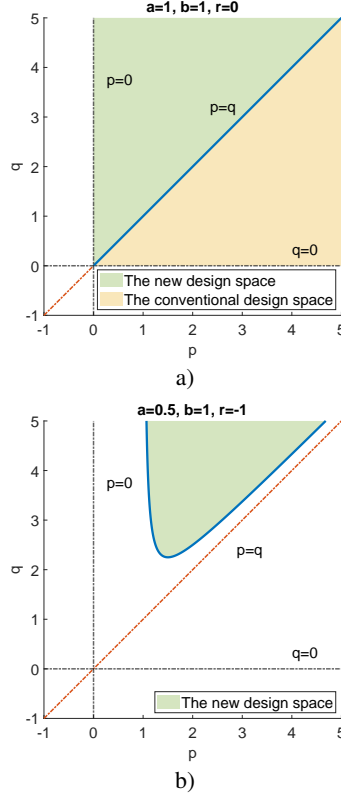 a=1, b=1, r=0
5
p=0
4
p=q
3
q
2
1
q=0
0
The new design space
The conventional design space
-1
-1 0 1 2 3 4 5
p
a)
a=0.5, b=1, r=-1
5
p=0
4
3
p=q
q
2
1
q=0
0
The new design space
-1
-1 0 1 2 3 4 5
p
b)